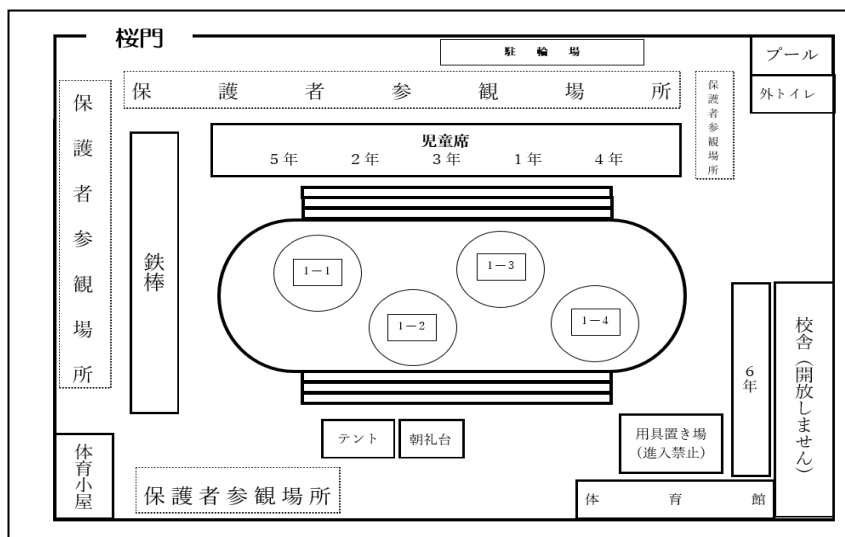 桜門
駐輪場
プール
外トイレ
保護者参観場所
保護者参観場所
保護者参観場所
児童席
5年 2年 3年 1年 4年
鉄棒
1－1
1－3
1－2
1－4
6年
校舎（開放しません）
テント
朝礼台
用具置き場
(進入禁止)
体育小屋
保護者参観場所
体育館